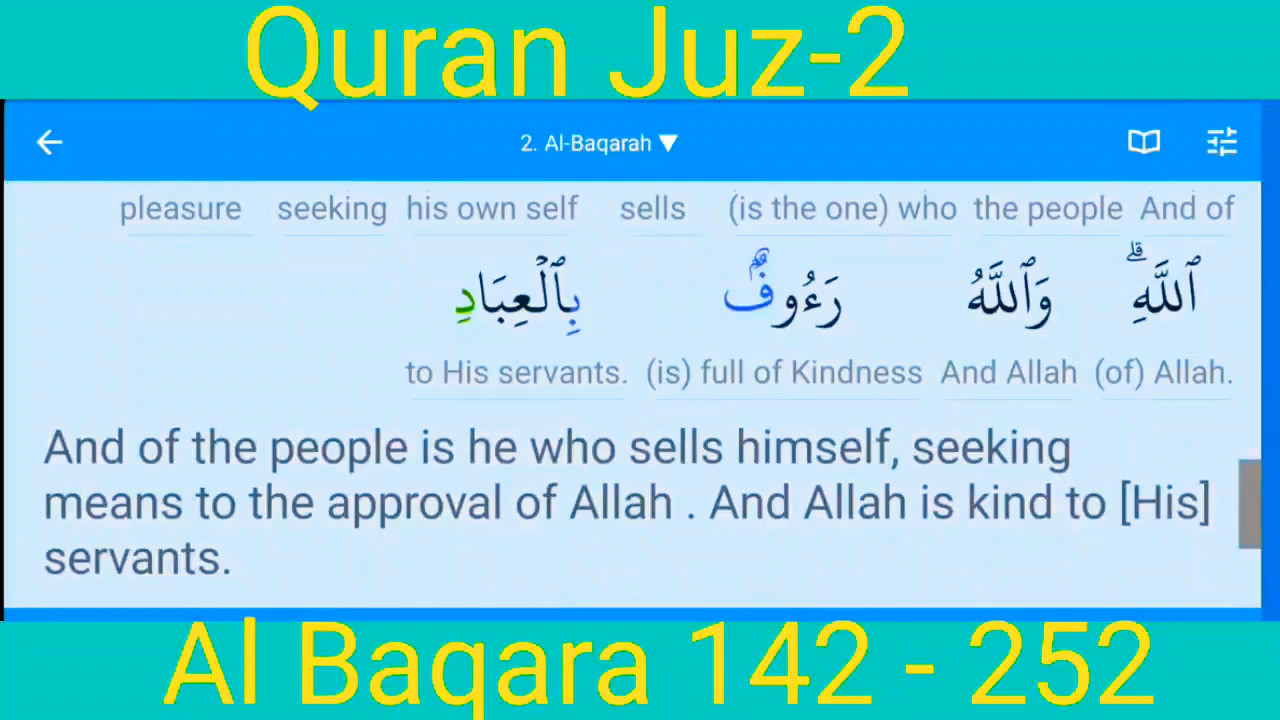 Quran Juz-2
2. Al-Baqarah ▼
pleasure seeking his own self sells (is the one) who the people And of
ٱللَّهِ ۗ وَٱللَّهُ رَءُوفٌۢ بِٱلْعِبَادِ
to His servants. (is) full of Kindness And Allah (of) Allah.
And of the people is he who sells himself, seeking
means to the approval of Allah . And Allah is kind to [His]
servants.
Al Baqara 142 - 252